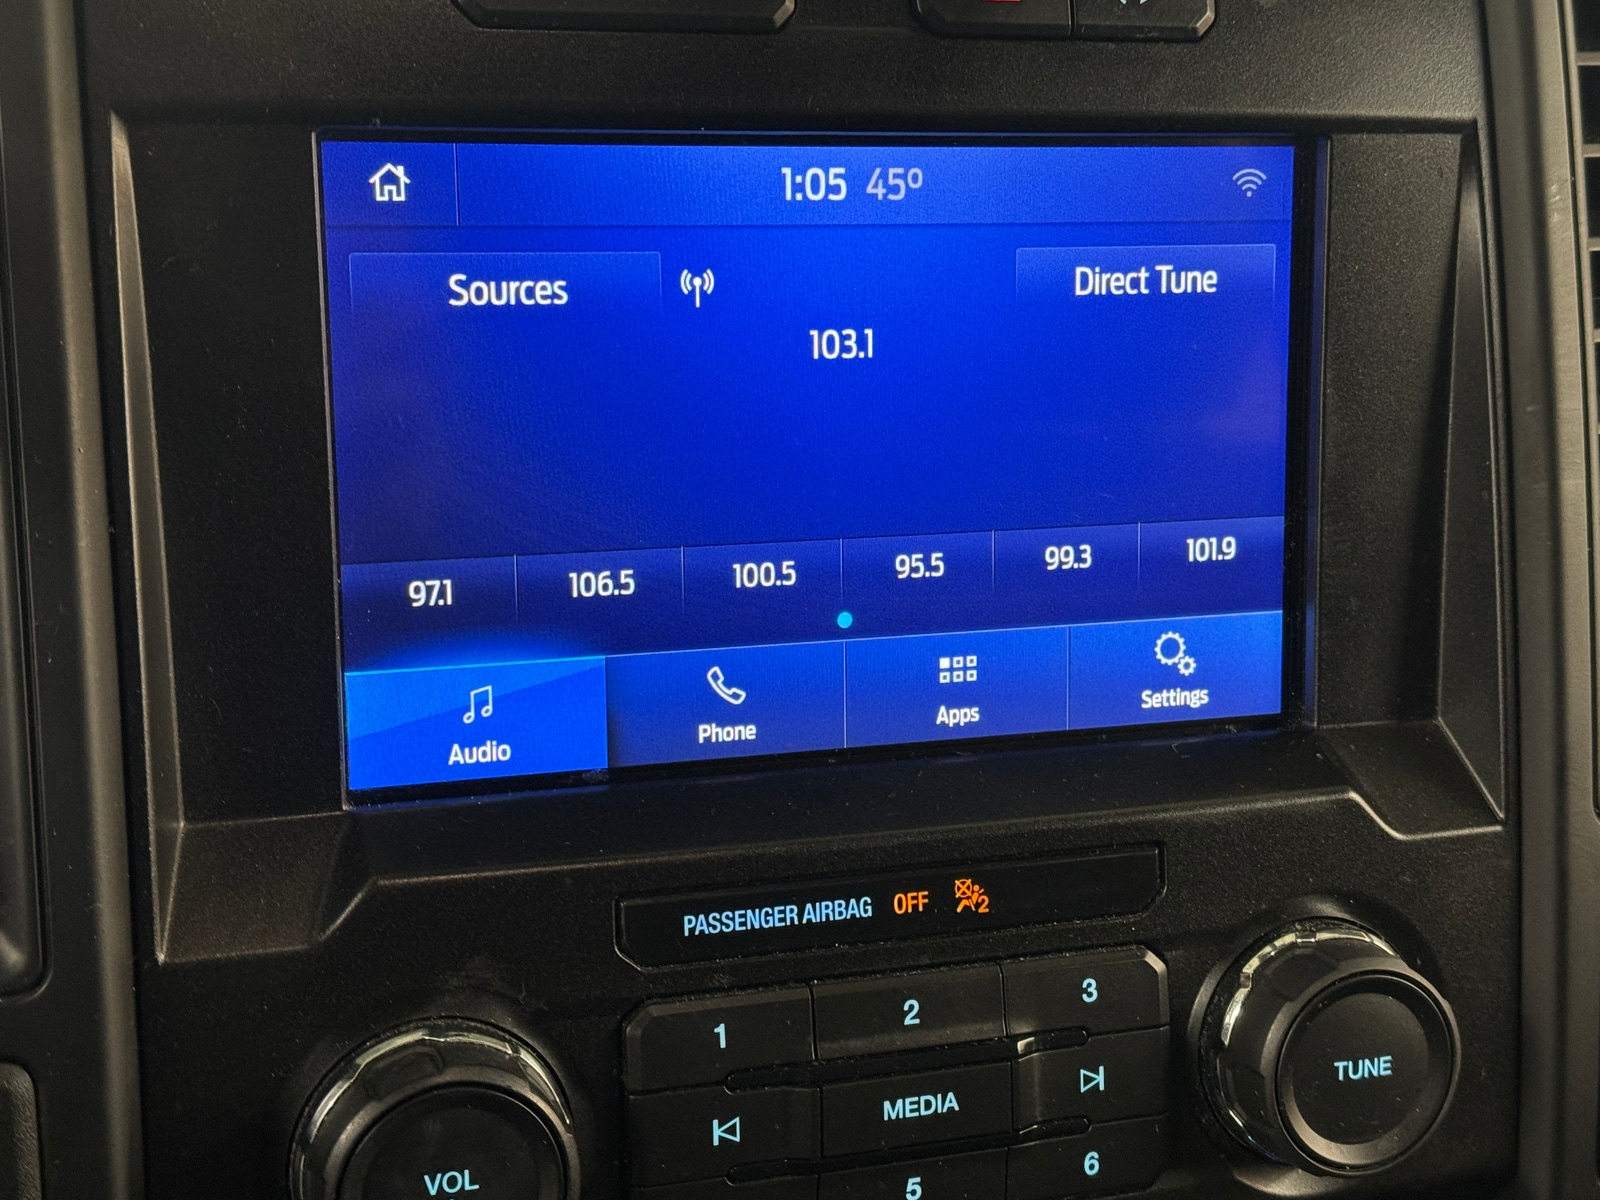 1:05 45°
Sources
Direct Tune
103.1
97.1 106.5 100.5 95.5 99.3 101.9
Audio Phone Apps Settings
PASSENGER AIRBAG OFF 2
1 2 3
MEDIA
TUNE
VOL
5 6